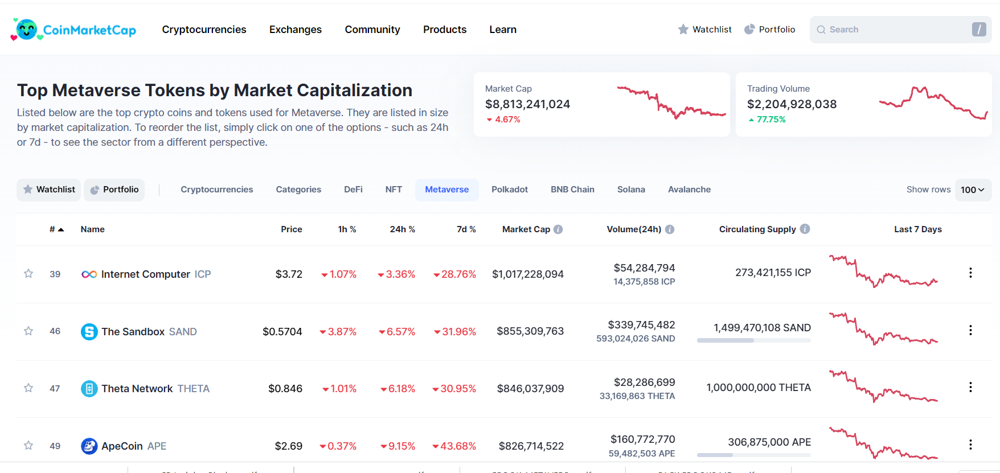 CoinMarketCap
Cryptocurrencies Exchanges Community Products Learn
Watchlist Portfolio Search /
Top Metaverse Tokens by Market Capitalization
Listed below are the top crypto coins and tokens used for Metaverse. They are listed in size
by market capitalization. To reorder the list, simply click on one of the options - such as 24h
or 7d - to see the sector from a different perspective.
Market Cap
$8,813,241,024
4.67%
Trading Volume
$2,204,928,038
77.75%
Watchlist Portfolio Cryptocurrencies Categories DeFi NFT Metaverse Polkadot BNB Chain Solana Avalanche Show rows 100
# Name Price 1h % 24h % 7d % Market Cap Volume(24h) Circulating Supply Last 7 Days
39 Internet Computer ICP $3.72 1.07% 3.36% 28.76% $1,017,228,094 $54,284,794 273,421,155 ICP
14,375,858 ICP
46 The Sandbox SAND $0.5704 3.87% 6.57% 31.96% $855,309,763 $339,745,482 1,499,470,108 SAND
593,024,026 SAND
47 Theta Network THETA $0.846 1.01% 6.18% 30.95% $846,037,909 $28,286,699 1,000,000,000 THETA
33,169,863 THETA
49 ApeCoin APE $2.69 0.37% 9.15% 43.68% $826,714,522 $160,772,770 306,875,000 APE
59,482,503 APE